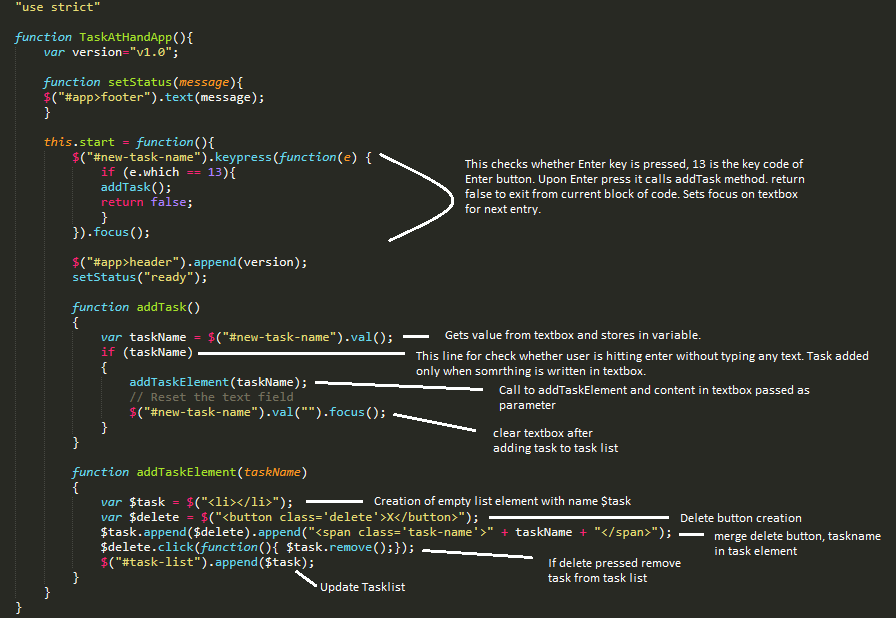 "use strict"
function TaskAtHandApp(){
var version="v1.0";
function setStatus(message){
$("#app>footer").text(message);
}
this.start = function(){
$("#new-task-name").keypress(function(e) {
if (e.which == 13){
addTask();
return false;
}
}).focus();
This checks whether Enter key is pressed, 13 is the key code of
Enter button. Upon Enter press it calls addTask method. return
false to exit from current block of code. Sets focus on textbox
for next entry.
$("#app>header").append(version);
setStatus("ready");
function addTask()
{
var taskName = $("#new-task-name").val();
Gets value from textbox and stores in variable.
if (taskName)
This line for check whether user is hitting enter without typing any text. Task added
only when somrthing is written in textbox.
{
addTaskElement(taskName);
Call to addTaskElement and content in textbox passed as
parameter
// Reset the text field
$("#new-task-name").val("").focus();
clear textbox after
adding task to task list
}
}
function addTaskElement(taskName)
{
var $task = $("<li></li>");
Creation of empty list element with name $task
var $delete = $("<button class='delete'>X</button>");
Delete button creation
$task.append($delete).append("<span class='task-name'>" + taskName + "</span>");
merge delete button, taskname
in task element
$delete.click(function(){ $task.remove();});
If delete pressed remove
task from task list
$("#task-list").append($task);
Update Tasklist
}
}
}